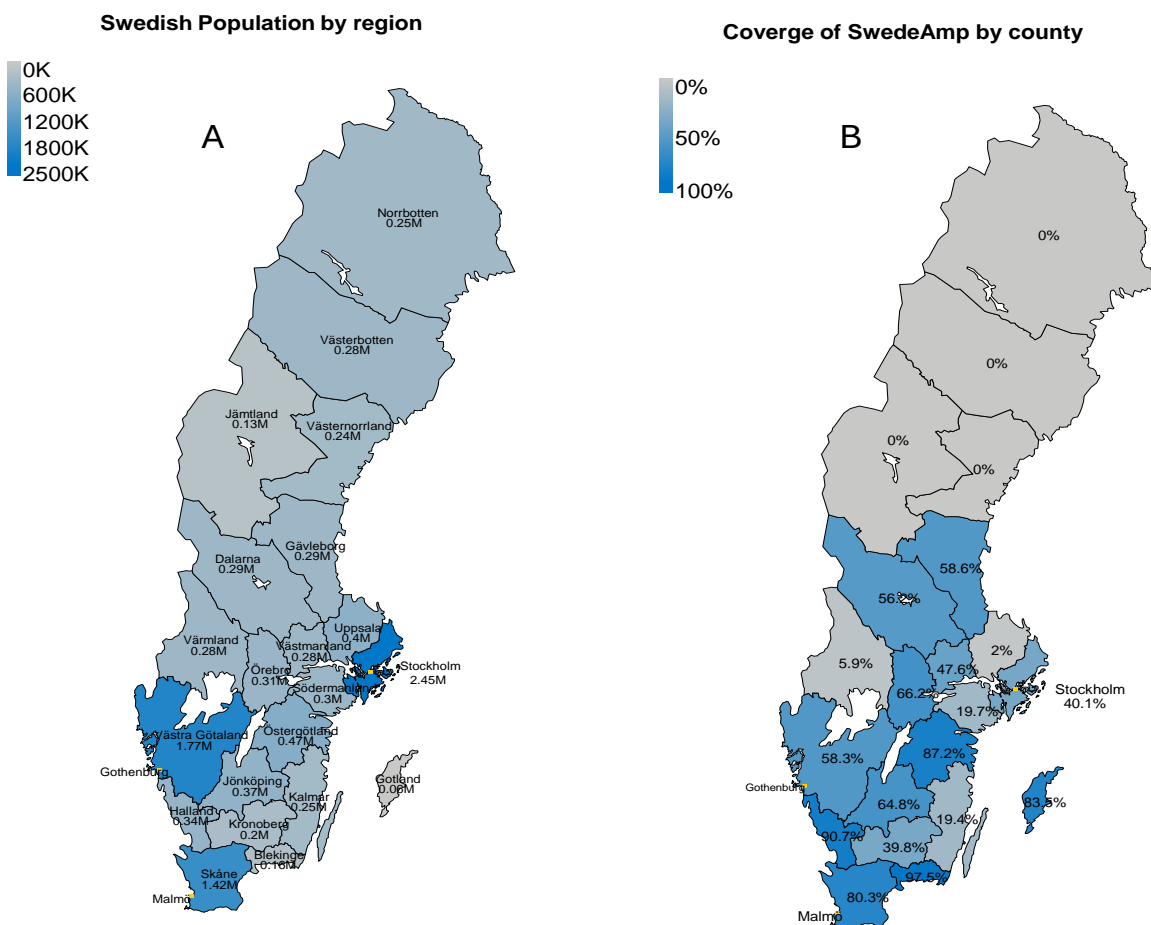 Swedish Population by region
0K
600K
1200K
1800K
2500K
A
Norrbotten
0.25M
Västerbotten
0.28M
Jämtland
0.13M
Västernorrland
0.24M
Gävleborg
0.29M
Dalarna
0.29M
Uppsala
0.4M
Värmland
0.28M
Västmanland
0.28M
Örebro
0.31M
Stockholm
2.45M
Södermanland
0.3M
Västra Götaland
1.77M
Östergötland
0.47M
Gothenburg
Jönköping
0.37M
Gotland
0.06M
Kalmar
0.25M
Halland
0.34M
Kronoberg
0.2M
Blekinge
0.16M
Skåne
1.42M
Malmö
Coverge of SwedeAmp by county
0%
50%
100%
B
0%
0%
0%
0%
58.6%
56.2%
2%
5.9%
47.6%
66.2%
Stockholm
40.1%
19.7%
87.2%
58.3%
Gothenburg
64.8%
83.5%
19.4%
90.7%
39.8%
97.5%
80.3%
Malmö